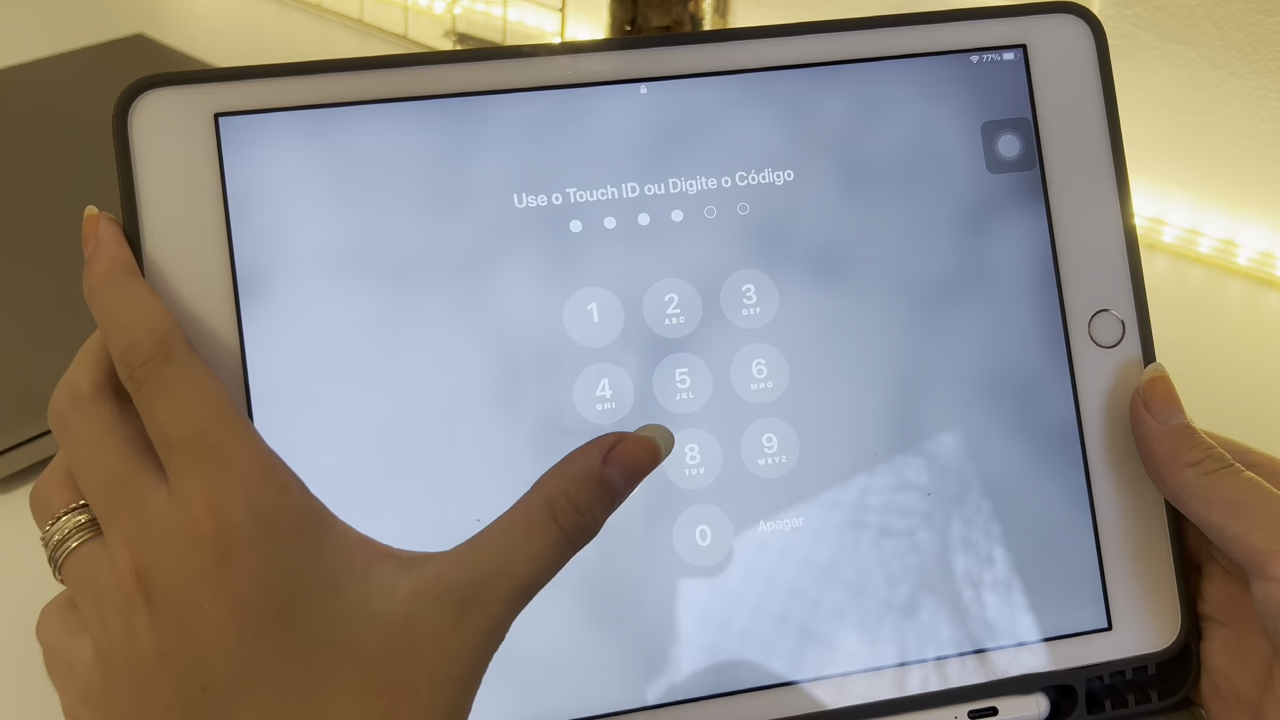 77%
Use o Touch ID ou Digite o Código
1
2
ABC
3
DEF
4
GHI
5
JKL
6
MNO
8
TUV
9
WXYZ
0
Apagar